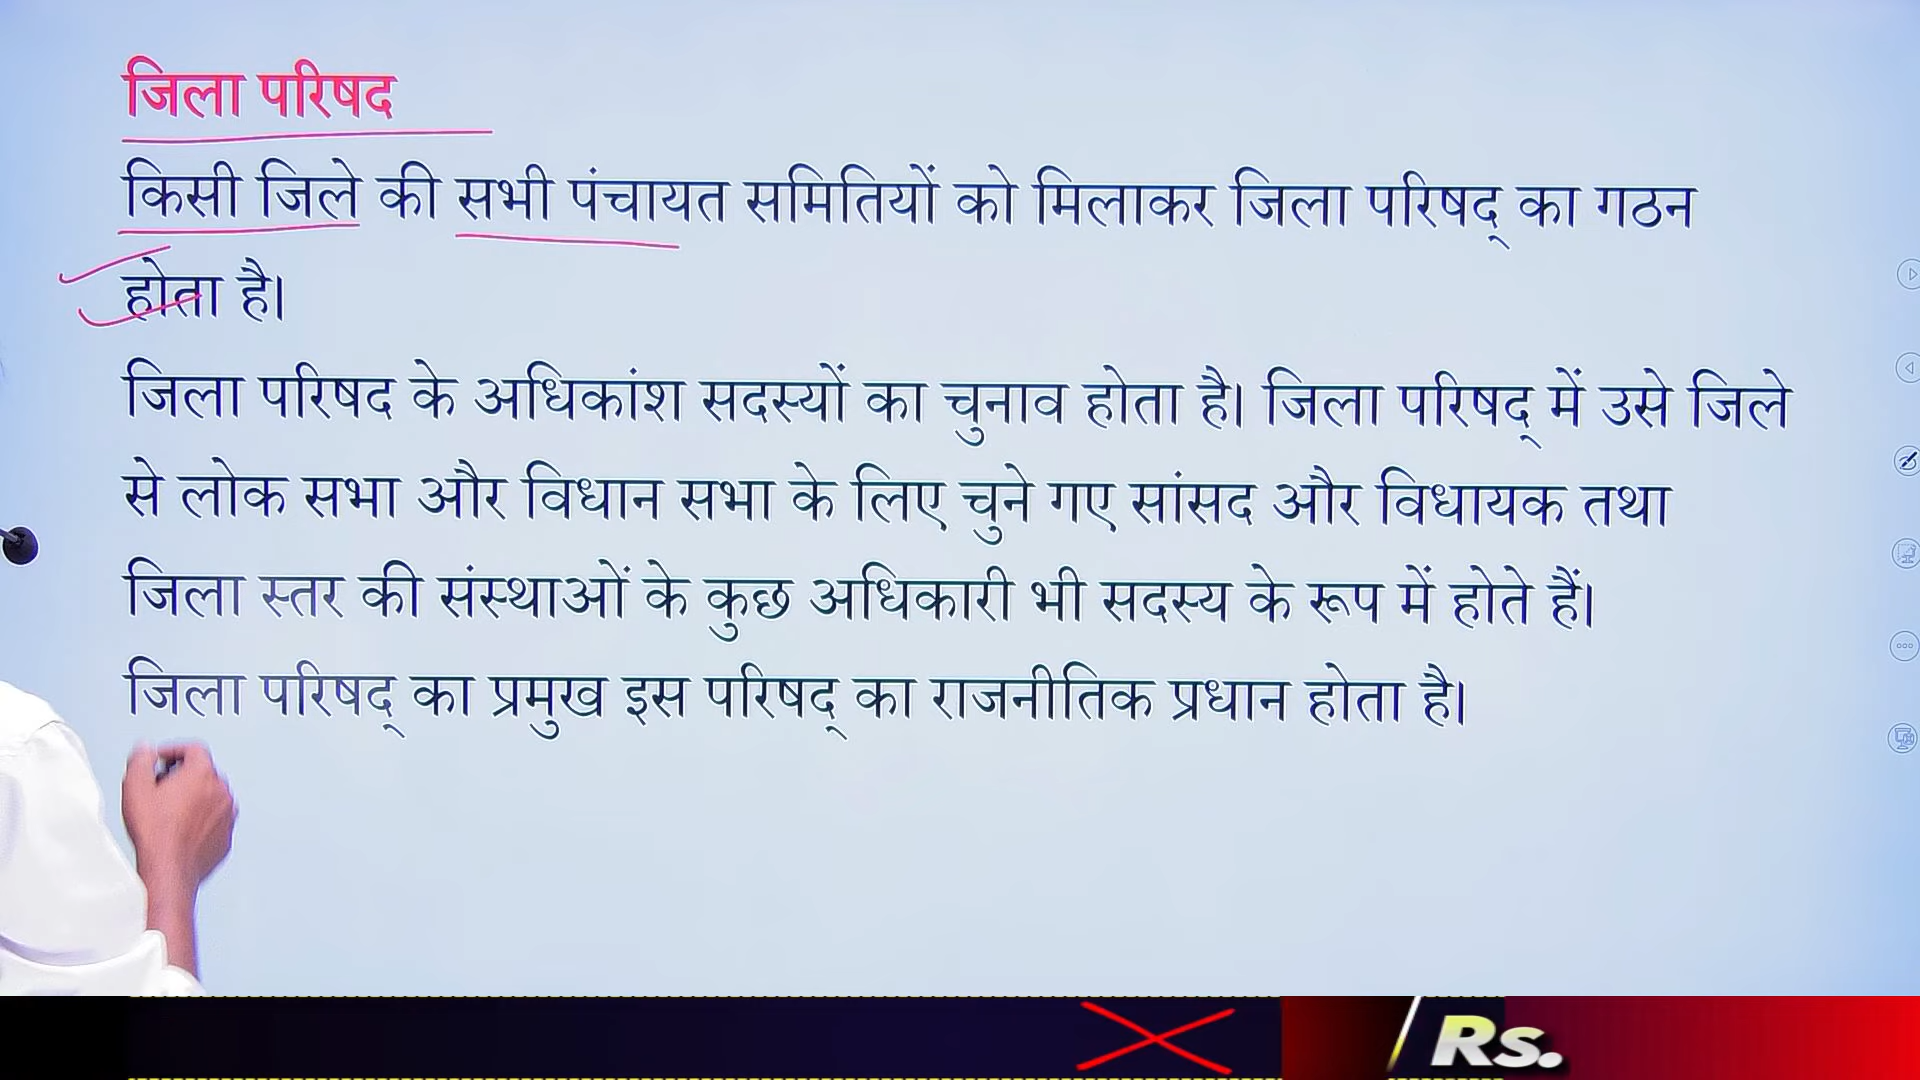 जिला परिषद
किसी जिले की सभी पंचायत समितियों को मिलाकर जिला परिषद् का गठन
होता है।
जिला परिषद के अधिकांश सदस्यों का चुनाव होता है। जिला परिषद् में उसे जिले
से लोक सभा और विधान सभा के लिए चुने गए सांसद और विधायक तथा
जिला स्तर की संस्थाओं के कुछ अधिकारी भी सदस्य के रूप में होते हैं।
जिला परिषद् का प्रमुख इस परिषद् का राजनीतिक प्रधान होता है।
/ Rs.